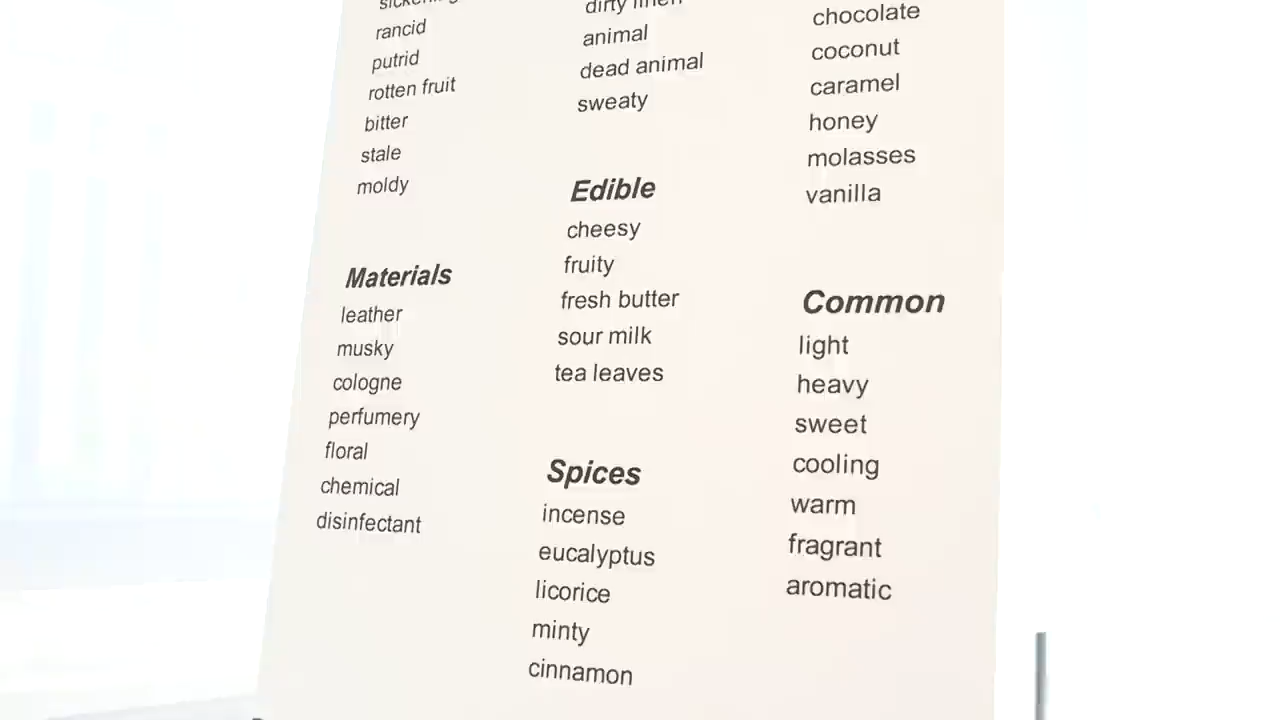 rancid
putrid
rotten fruit
bitter
stale
moldy
Materials
leather
musky
cologne
perfumery
floral
chemical
disinfectant
dirty linen
animal
dead animal
sweaty
Edible
cheesy
fruity
fresh butter
sour milk
tea leaves
Spices
incense
eucalyptus
licorice
minty
cinnamon
chocolate
coconut
caramel
honey
molasses
vanilla
Common
light
heavy
sweet
cooling
warm
fragrant
aromatic